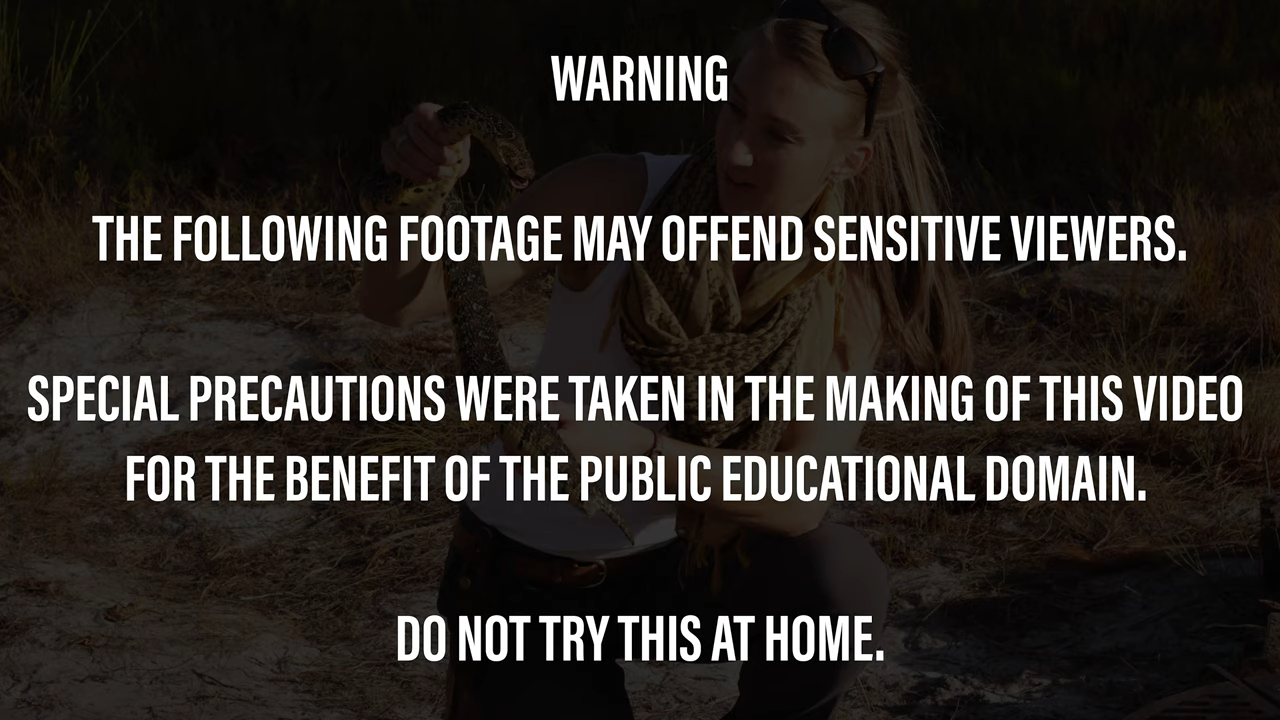 WARNING
THE FOLLOWING FOOTAGE MAY OFFEND SENSITIVE VIEWERS.
SPECIAL PRECAUTIONS WERE TAKEN IN THE MAKING OF THIS VIDEO
FOR THE BENEFIT OF THE PUBLIC EDUCATIONAL DOMAIN.
DO NOT TRY THIS AT HOME.